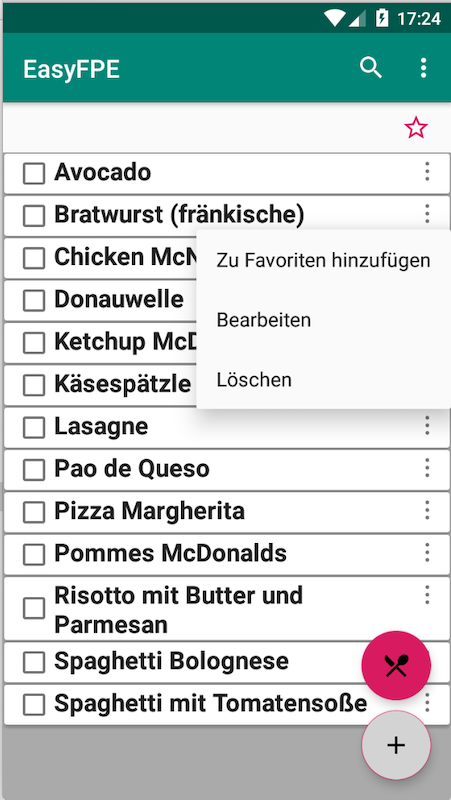 17:24
EasyFPE
Avocado
Bratwurst (fränkische)
Chicken McN
Zu Favoriten hinzufügen
Donauwelle
Bearbeiten
Ketchup McD
Käsespätzle
Löschen
Lasagne
Pao de Queso
Pizza Margherita
Pommes McDonalds
Risotto mit Butter und
Parmesan
Spaghetti Bolognese
Spaghetti mit Tomatensoße